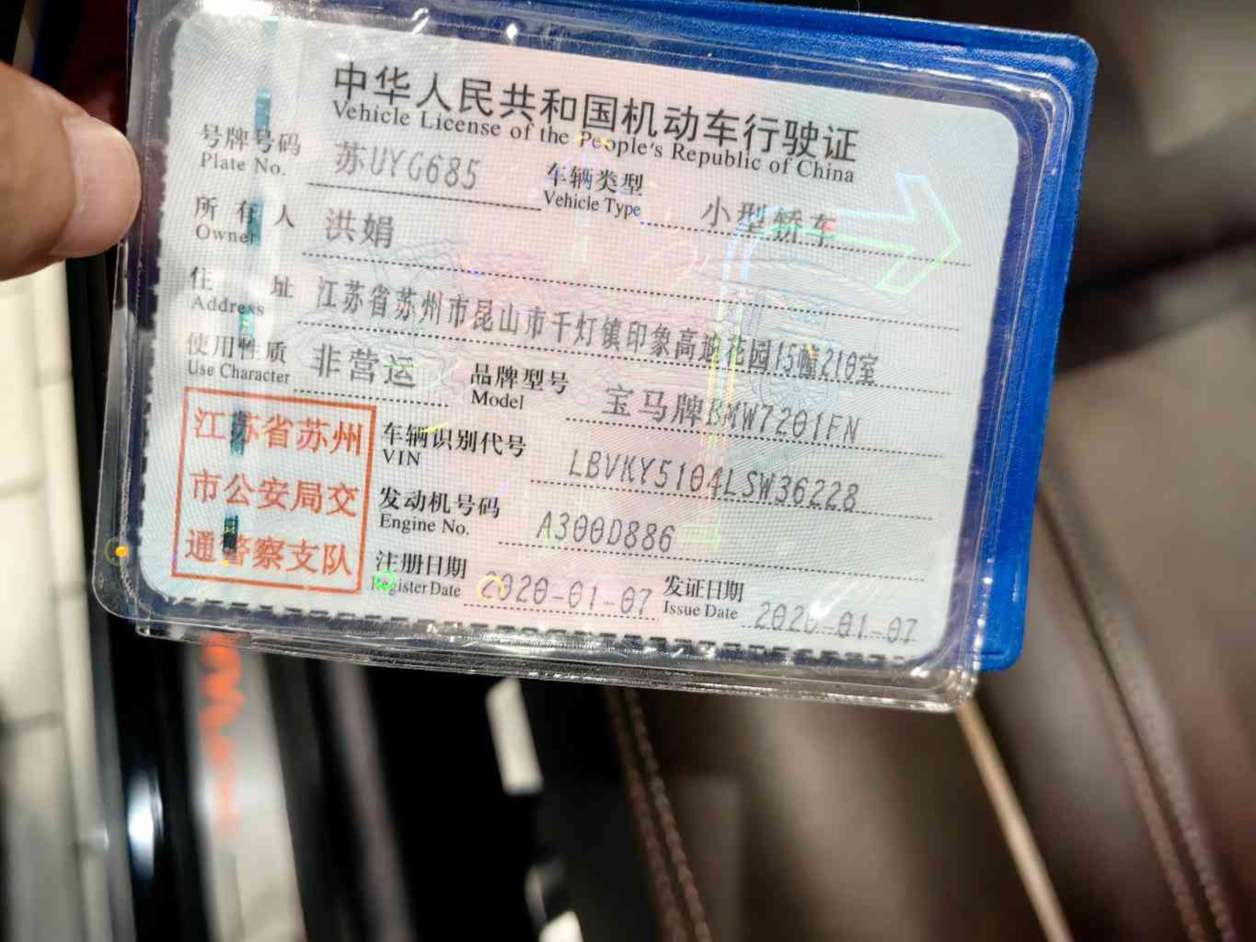 中华人民共和国机动车行驶证
Vehicle License of the People's Republic of China
号牌号码 苏UYG685 车辆类型 小型轿车
Plate No. Vehicle Type
所有人 洪娟
Owner
住址 江苏省苏州市昆山市千灯镇印象高迪花园15幢210室
Address
使用性质 非营运 品牌型号 宝马牌BMW7201FN
Use Character Model
江苏省苏州
市公安局交
通警察支队
车辆识别代号 LBVKY5104LSW36228
VIN
发动机号码 A300D886
Engine No.
注册日期 2020-01-07 发证日期 2020-01-07
Register Date Issue Date